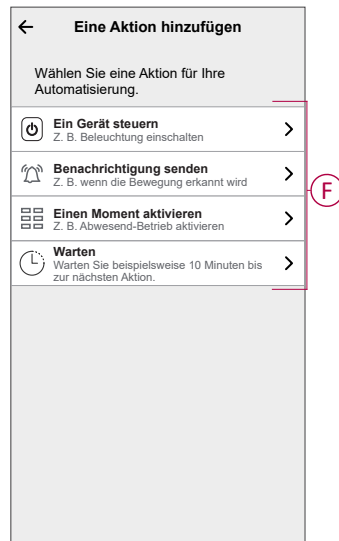 Eine Aktion hinzufügen
Wählen Sie eine Aktion für Ihre
Automatisierung.
Ein Gerät steuern
Z. B. Beleuchtung einschalten
Benachrichtigung senden
Z. B. wenn die Bewegung erkannt wird
Einen Moment aktivieren
Z. B. Abwesend-Betrieb aktivieren
Warten
Warten Sie beispielsweise 10 Minuten bis
zur nächsten Aktion.
F